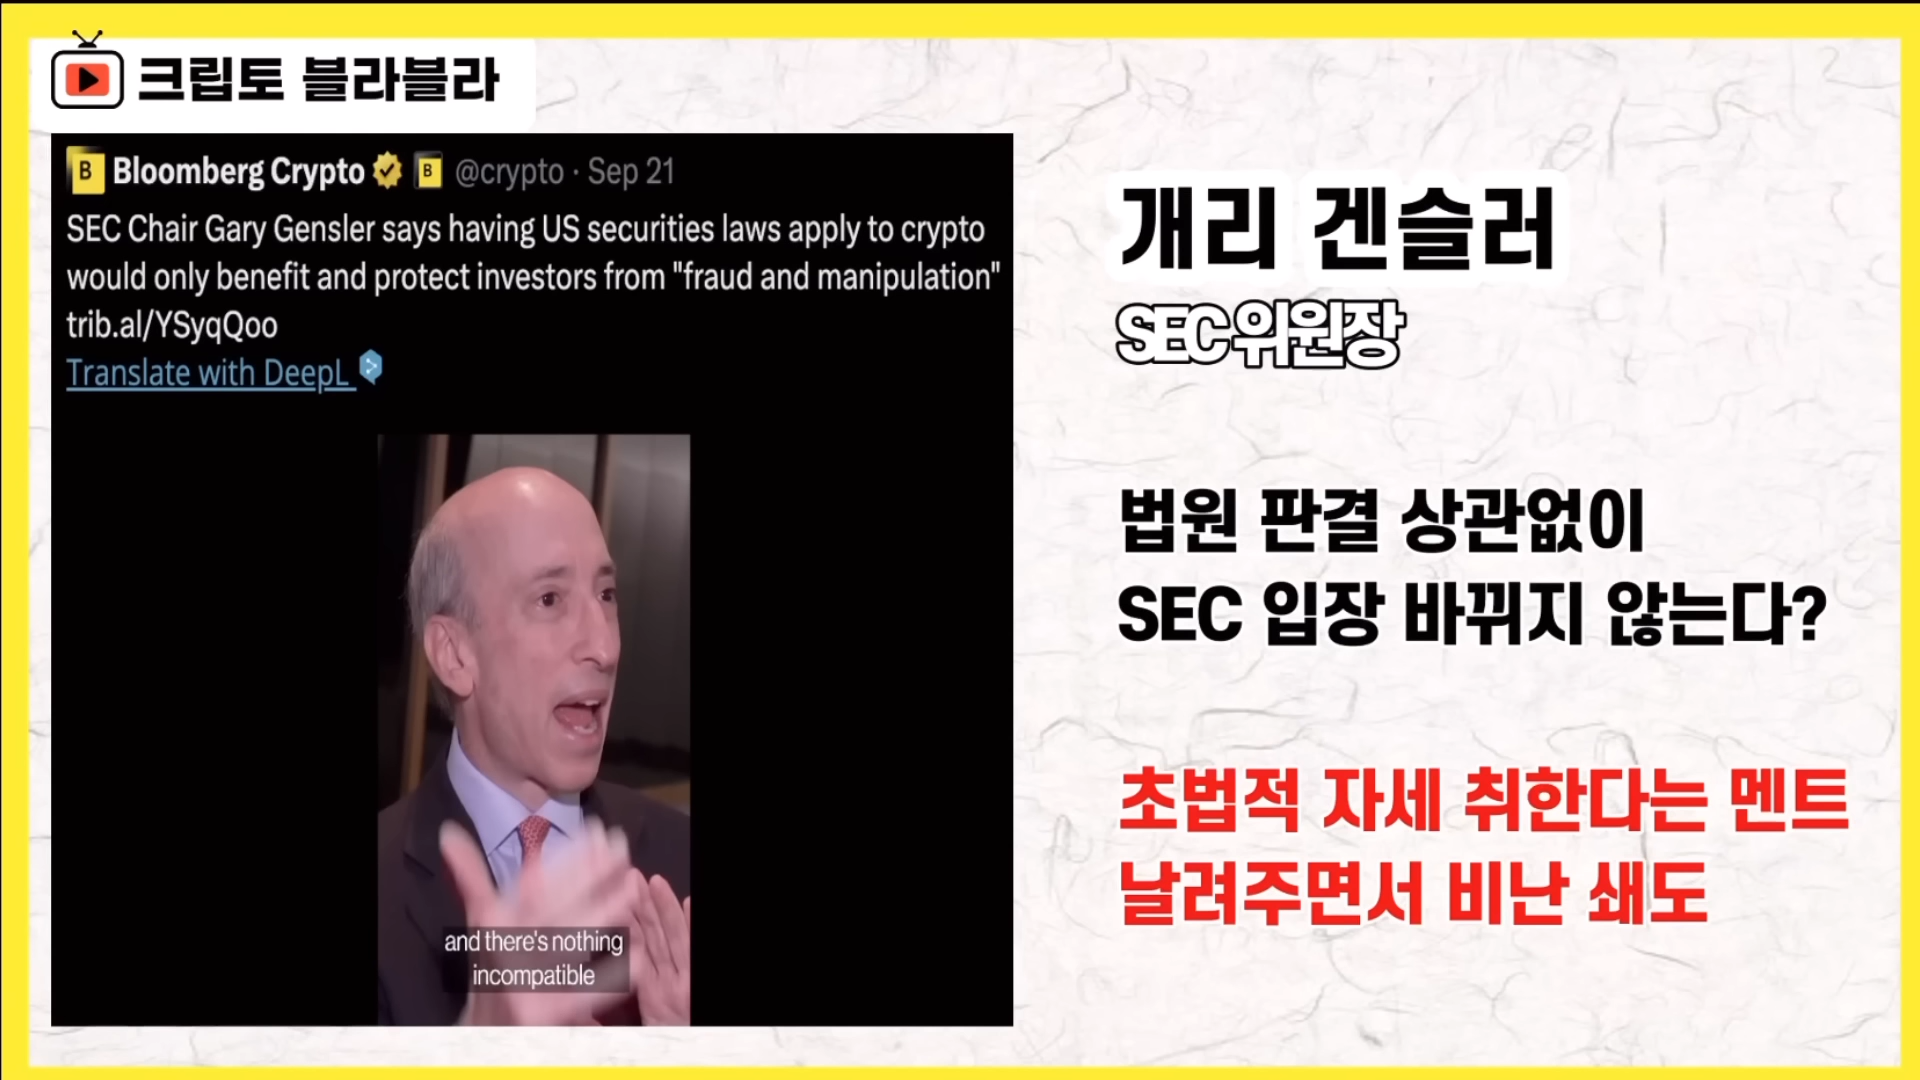 크립토 블라블라
B Bloomberg Crypto B @crypto · Sep 21
SEC Chair Gary Gensler says having US securities laws apply to crypto
would only benefit and protect investors from "fraud and manipulation"
trib.al/YSyqQoo
Translate with DeepL
and there's nothing
incompatible
개리 겐슬러
SEC 위원장
법원 판결 상관없이
SEC 입장 바뀌지 않는다?
초법적 자세 취한다는 멘트
날려주면서 비난 쇄도